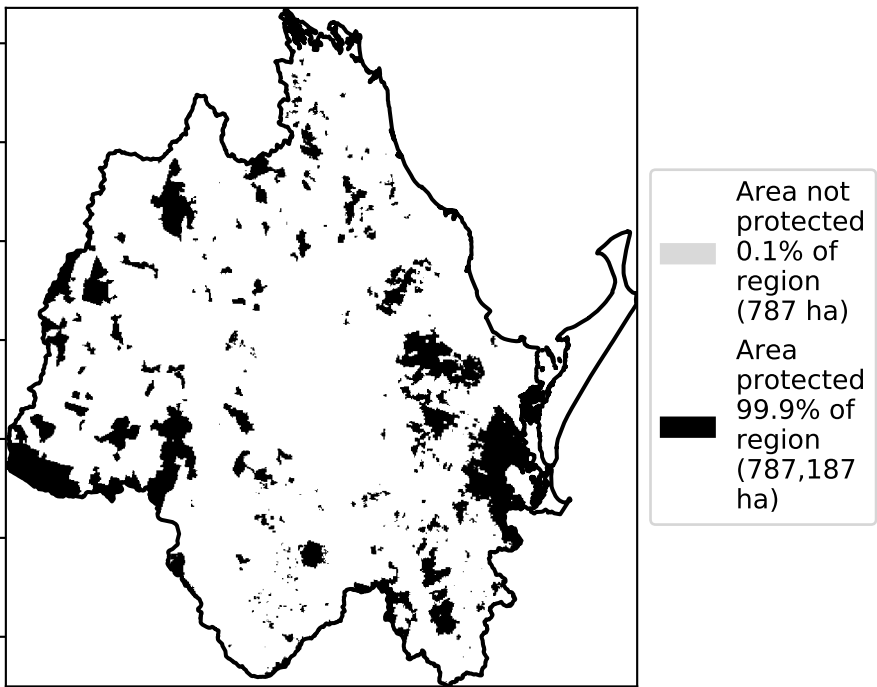 Area not
protected
0.1% of
region
(787 ha)
Area
protected
99.9% of
region
(787,187
ha)